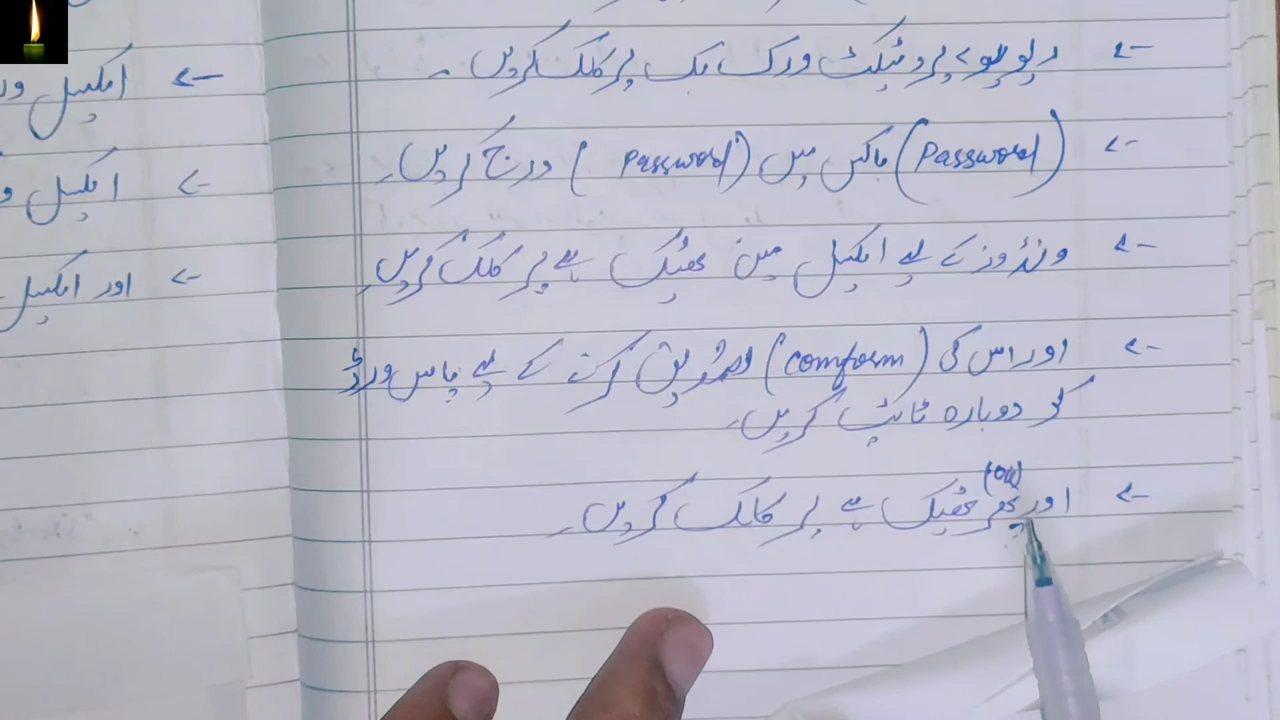 -> ریویو > پروٹیکٹ ورک بک پر کلک کریں ۔
-> (Password) باکس میں (Password) درج کریں۔
-> ونڈوز کے لیے ایکسل میں ٹھیک ہے پر کلک کریں۔
-> اور اس کی (comform) تصدیق کرنے کے لیے پاس ورڈ
کو دوبارہ ٹائپ کریں۔
-> اور پھر ٹھیک (Ok) ہے پر کلک کریں۔
-> ایکسل
-> ایکسل
-> اور ایکسل